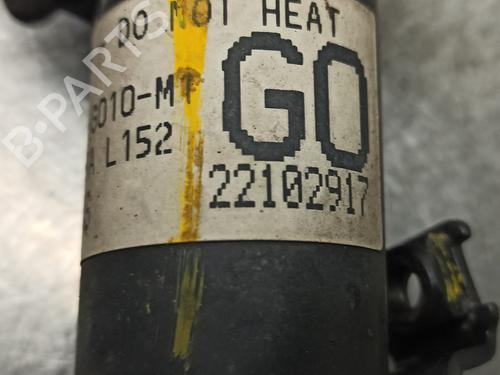 DO NOT HEAT
GO
8010-MT
A L152
22102917
B-PARTS